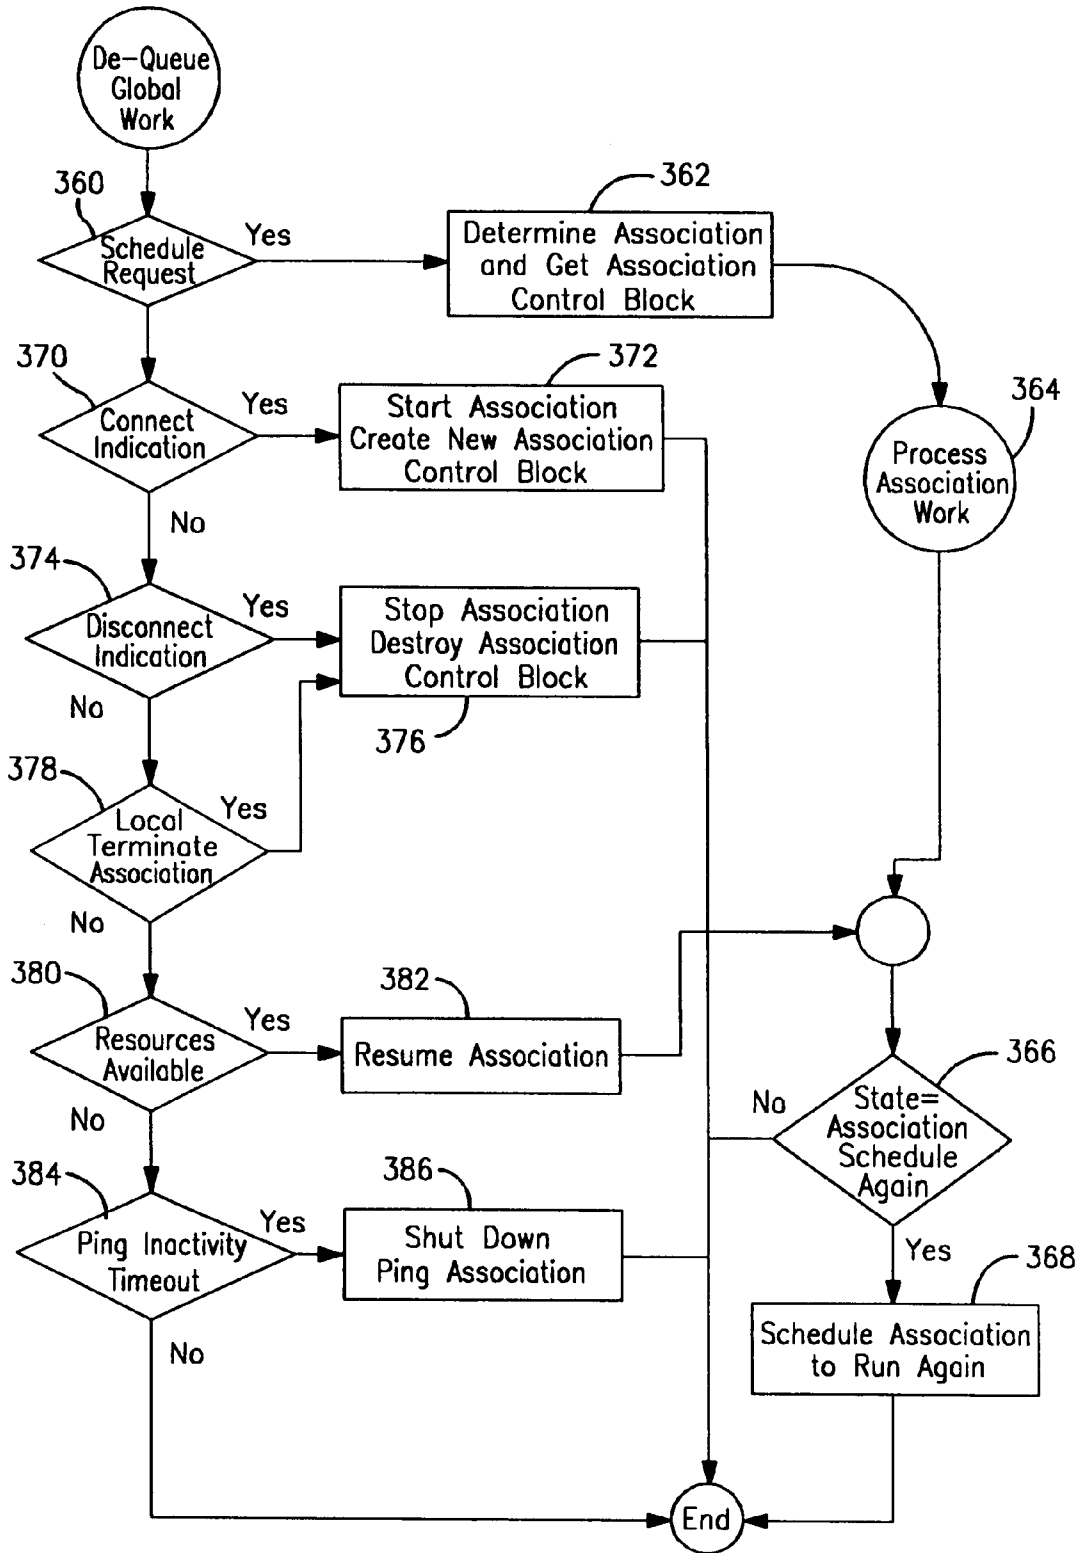 De-Queue
Global
Work
360
Schedule
Request
Yes
362
Determine Association
and Get Association
Control Block
370
Connect
Indication
Yes
372
Start Association
Create New Association
Control Block
364
Process
Association
Work
No
374
Disconnect
Indication
Yes
Stop Association
Destroy Association
Control Block
376
No
378
Local
Terminate
Association
Yes
No
380
Resources
Available
Yes
382
Resume Association
366
State=
Association
Schedule
Again
No
No
384
Ping Inactivity
Timeout
Yes
386
Shut Down
Ping Association
Yes
368
Schedule Association
to Run Again
No
End